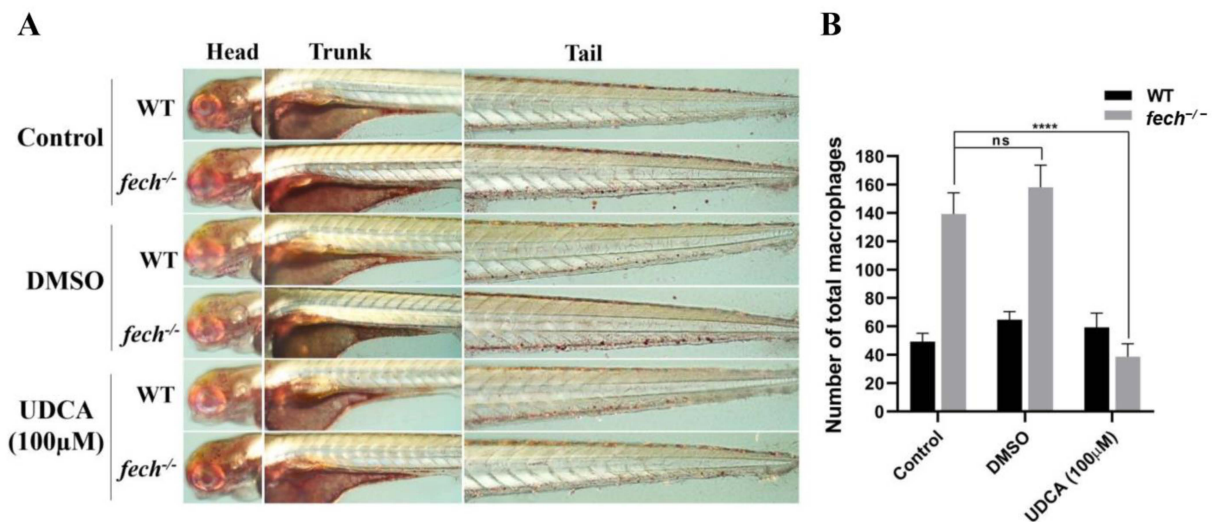 A
Head Trunk Tail
Control
WT
fech⁻/⁻
DMSO
WT
fech⁻/⁻
UDCA
(100μM)
WT
fech⁻/⁻
B
WT
fech⁻/⁻
****
ns
Number of total macrophages
180
160
140
120
100
80
60
40
20
0
Control
DMSO
UDCA (100μM)